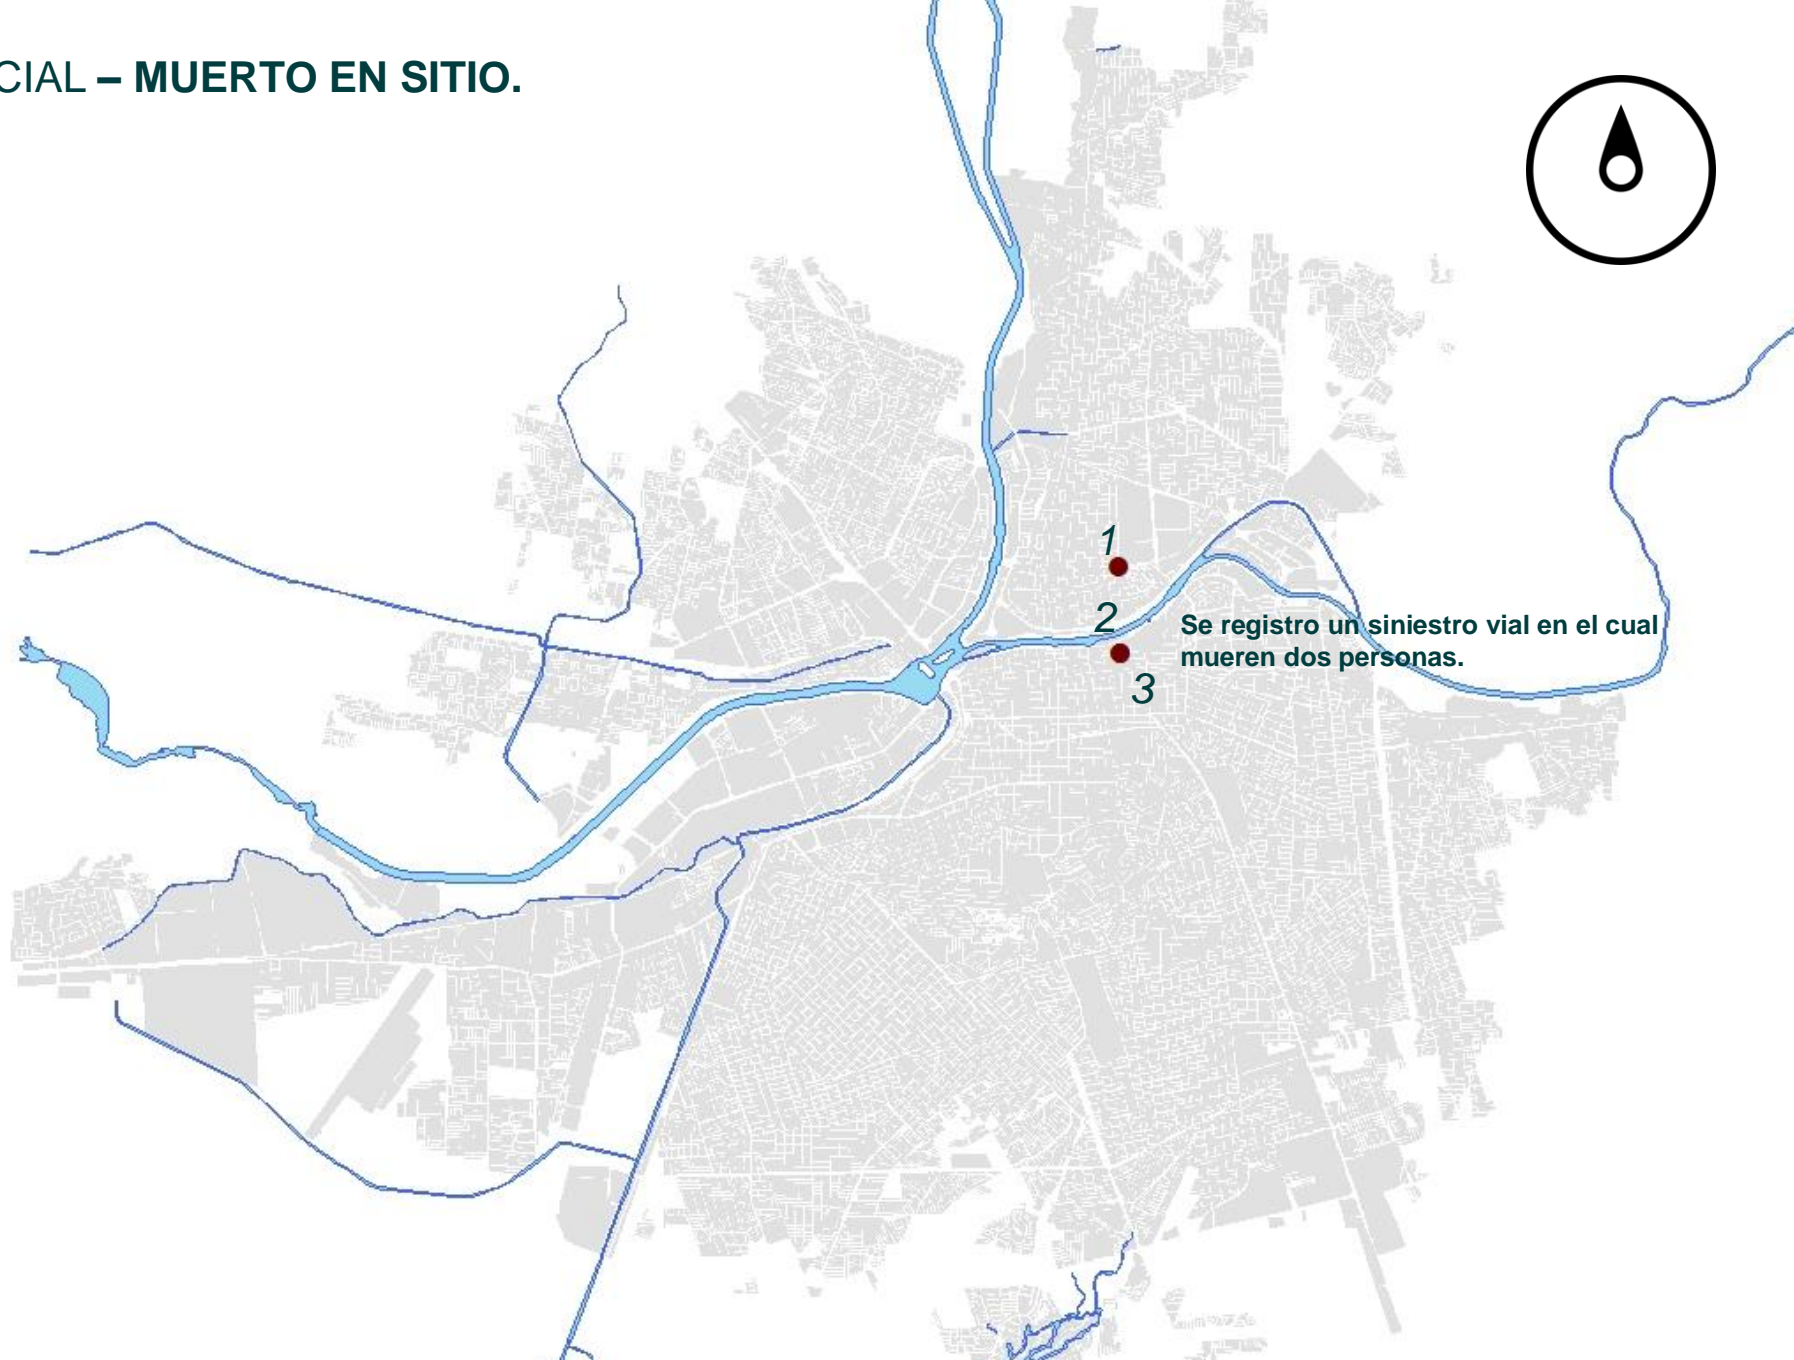 CIAL – MUERTO EN SITIO.
1
2
Se registro un siniestro vial en el cual
mueren dos personas.
3